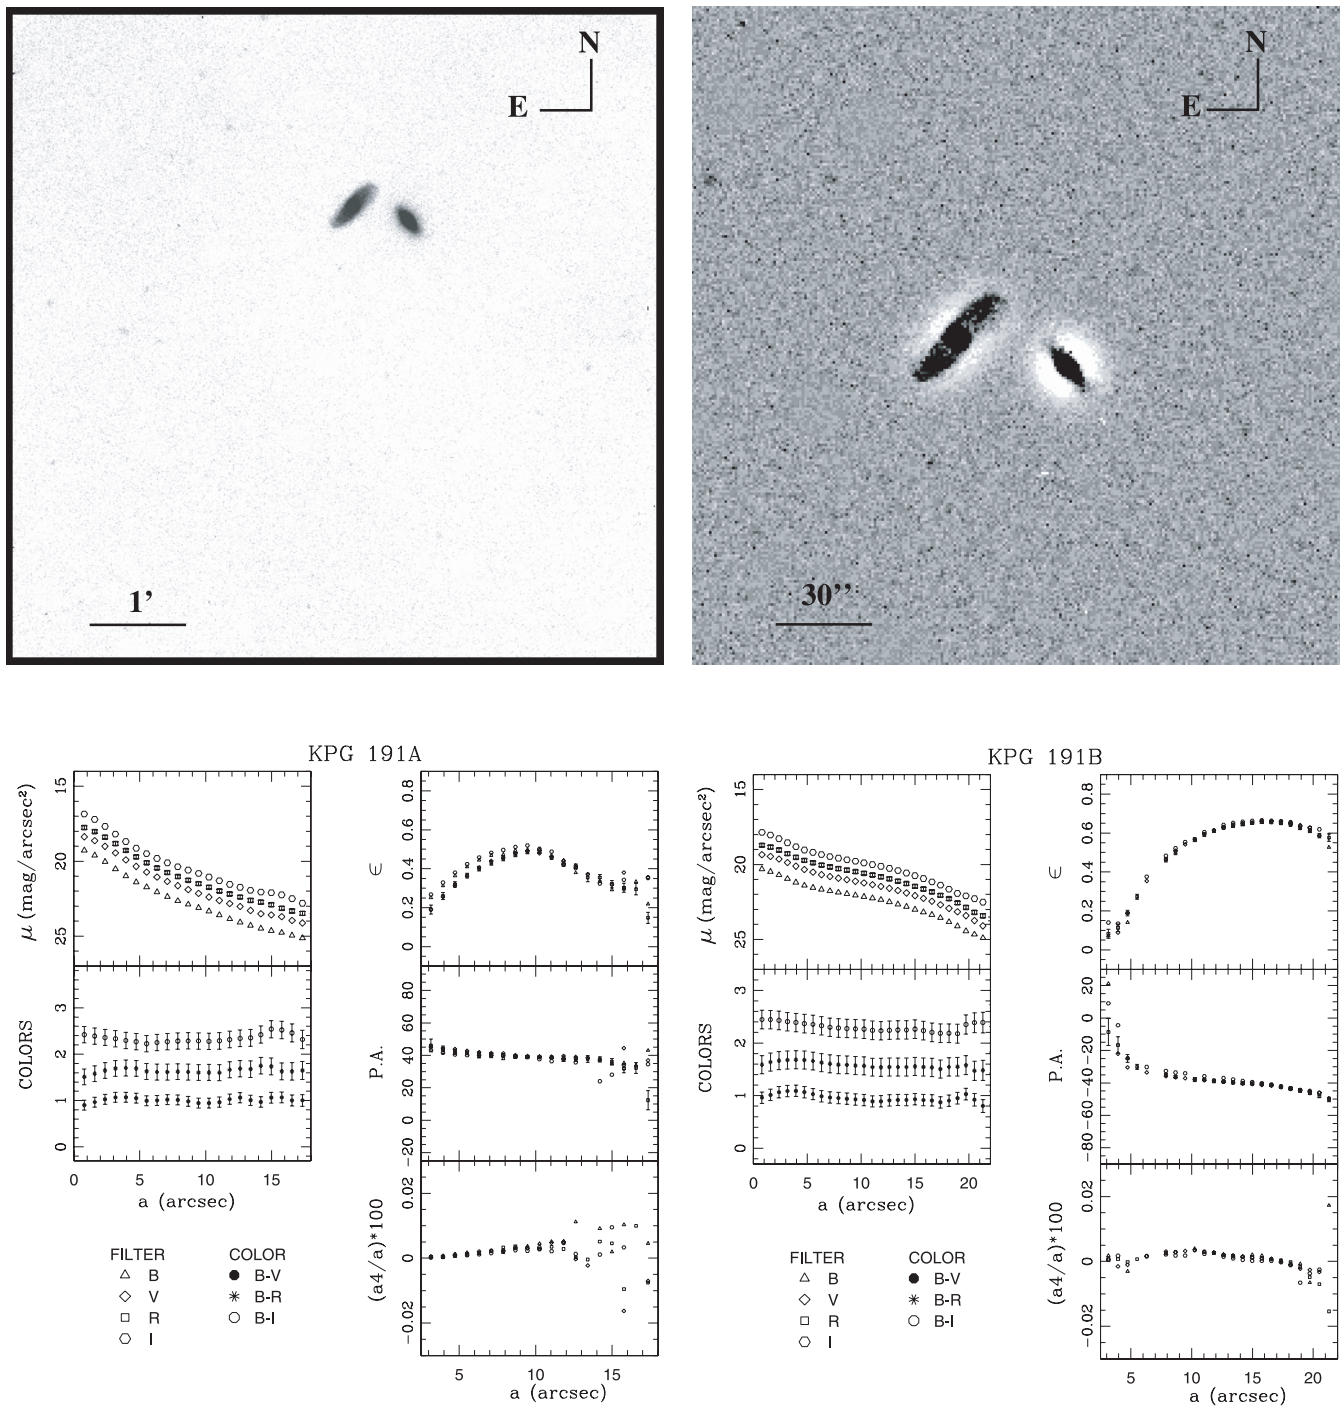 N
E
1'
N
E
30''
KPG 191A
μ (mag/arcsec²)
15
20
25
COLORS
3
2
1
0
0 5 10 15
a (arcsec)
ϵ
0.8
0.6
0.4
0.2
0
P.A.
80
60
40
20
0
−20
(a4/a)*100
0.02
0
−0.02
5 10 15
a (arcsec)
FILTER COLOR
△ B ● B-V
◇ V ✳ B-R
□ R ○ B-I
○ I
KPG 191B
μ (mag/arcsec²)
15
20
25
COLORS
3
2
1
0
0 5 10 15 20
a (arcsec)
ϵ
0.8
0.6
0.4
0.2
0
P.A.
20
0
−20
−40
−60
−80
(a4/a)*100
0.02
0
−0.02
5 10 15 20
a (arcsec)
FILTER COLOR
△ B ● B-V
◇ V ✳ B-R
□ R ○ B-I
○ I